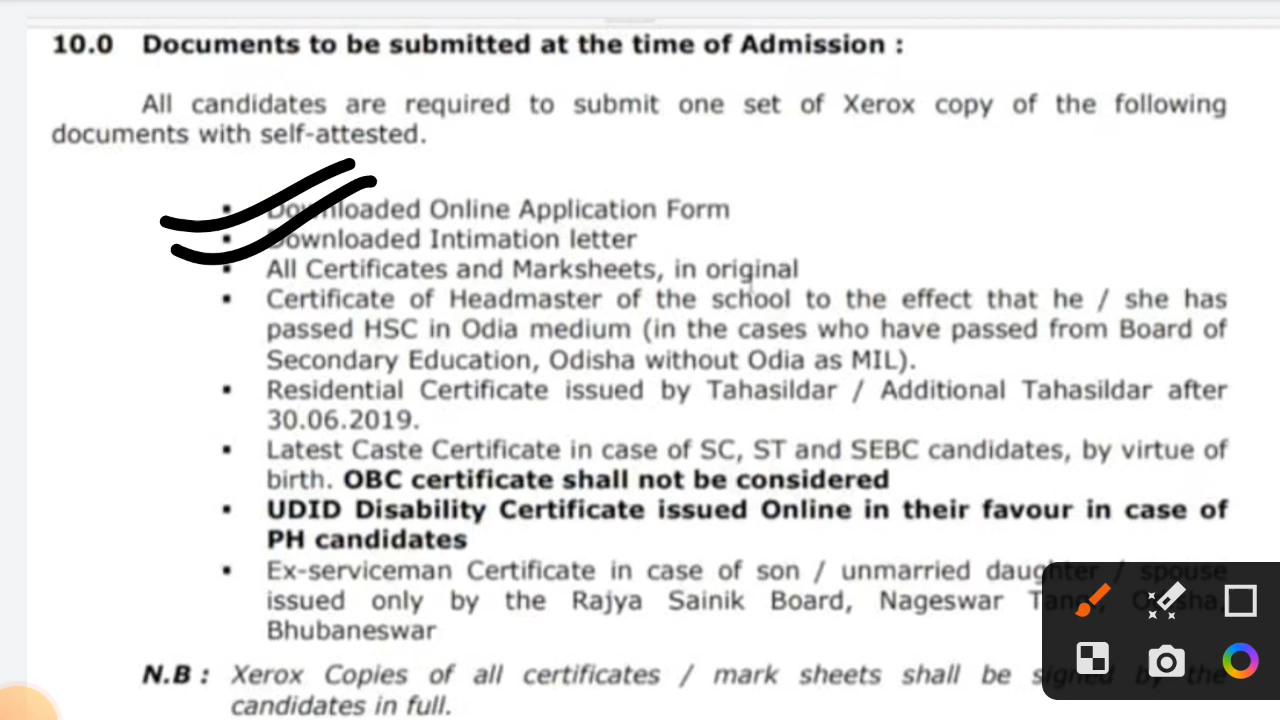 10.0 Documents to be submitted at the time of Admission :
All candidates are required to submit one set of Xerox copy of the following
documents with self-attested.
▪ Downloaded Online Application Form
▪ Downloaded Intimation letter
▪ All Certificates and Marksheets, in original
▪ Certificate of Headmaster of the school to the effect that he / she has
passed HSC in Odia medium (in the cases who have passed from Board of
Secondary Education, Odisha without Odia as MIL).
▪ Residential Certificate issued by Tahasildar / Additional Tahasildar after
30.06.2019.
▪ Latest Caste Certificate in case of SC, ST and SEBC candidates, by virtue of
birth. OBC certificate shall not be considered
▪ UDID Disability Certificate issued Online in their favour in case of
PH candidates
▪ Ex-serviceman Certificate in case of son / unmarried daughter / spouse
issued only by the Rajya Sainik Board, Nageswar Tangi, Odisha,
Bhubaneswar
N.B : Xerox Copies of all certificates / mark sheets shall be signed by the
candidates in full.